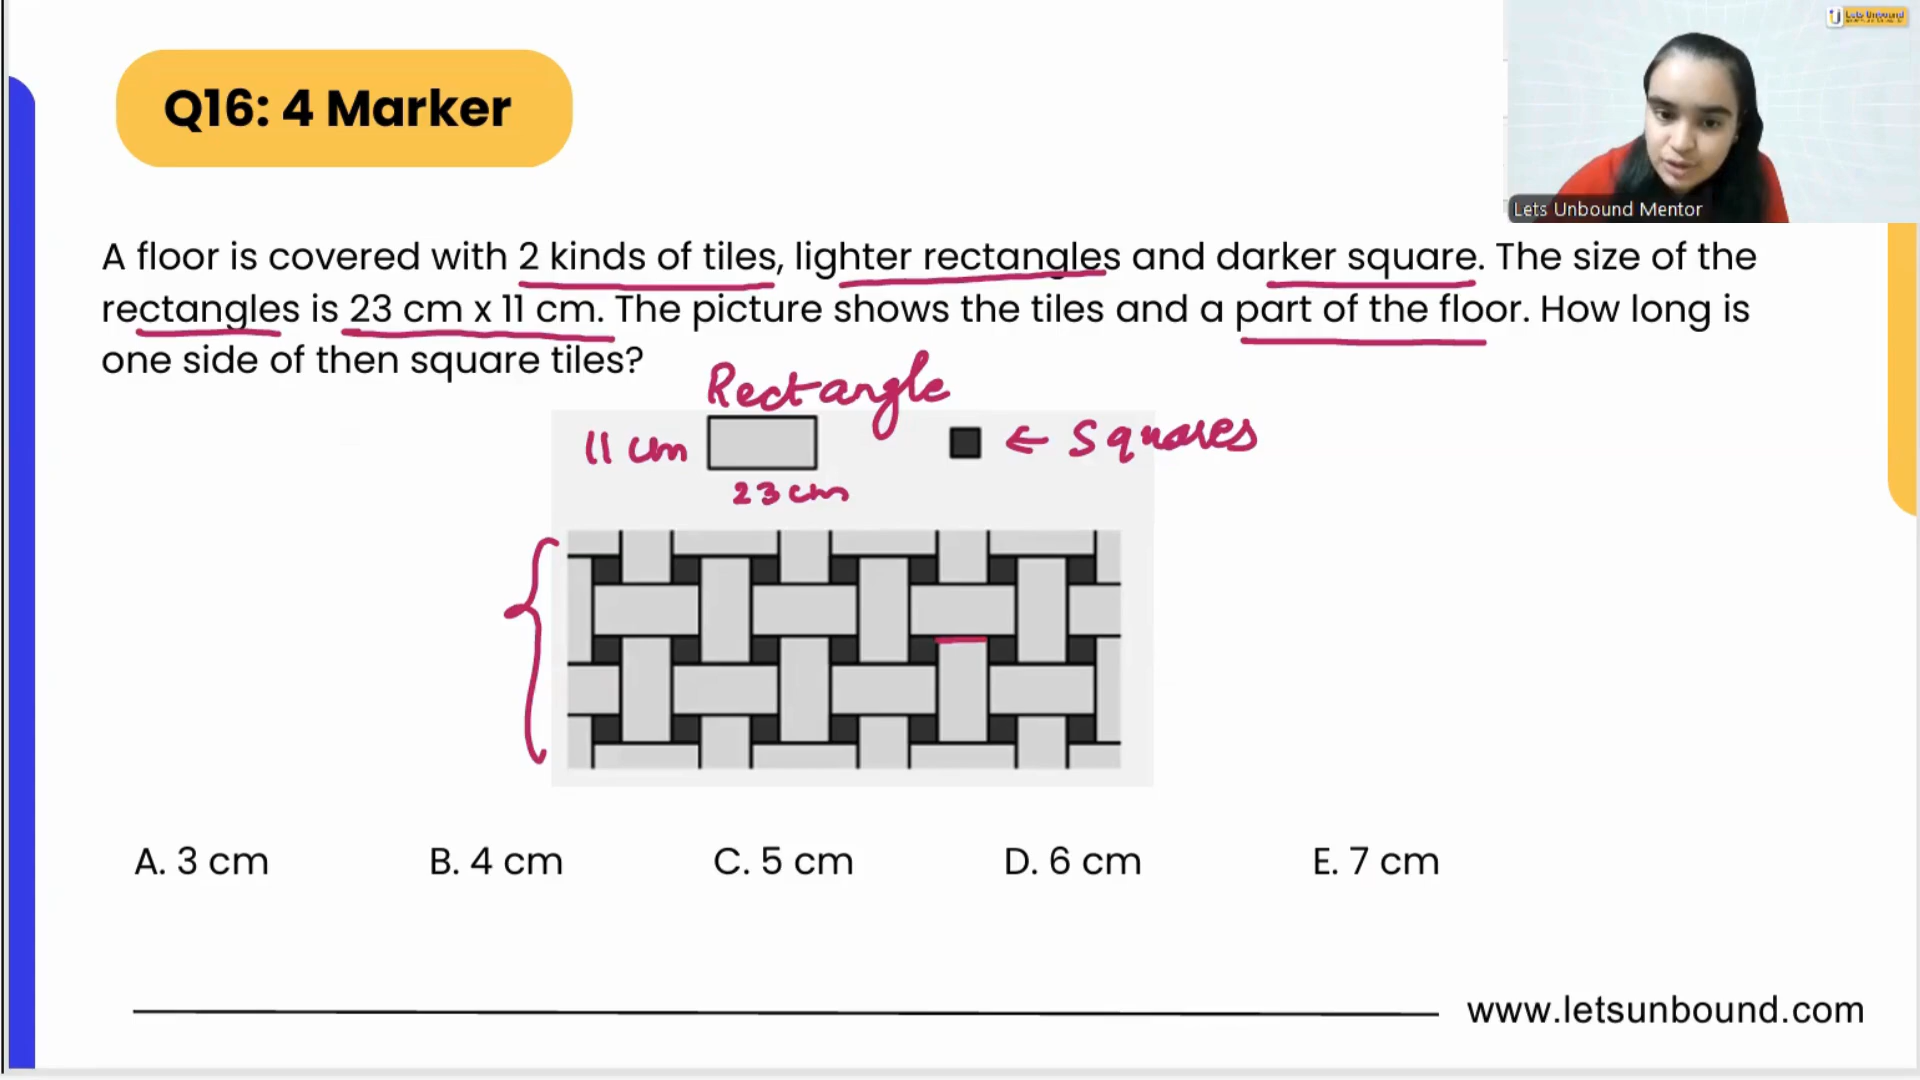 Q16: 4 Marker
Lets Unbound
Lets Unbound Mentor
A floor is covered with 2 kinds of tiles, lighter rectangles and darker square. The size of the
rectangles is 23 cm x 11 cm. The picture shows the tiles and a part of the floor. How long is
one side of then square tiles?
Rectangle
11 cm
← Squares
23 cm
A. 3 cm
B. 4 cm
C. 5 cm
D. 6 cm
E. 7 cm
www.letsunbound.com